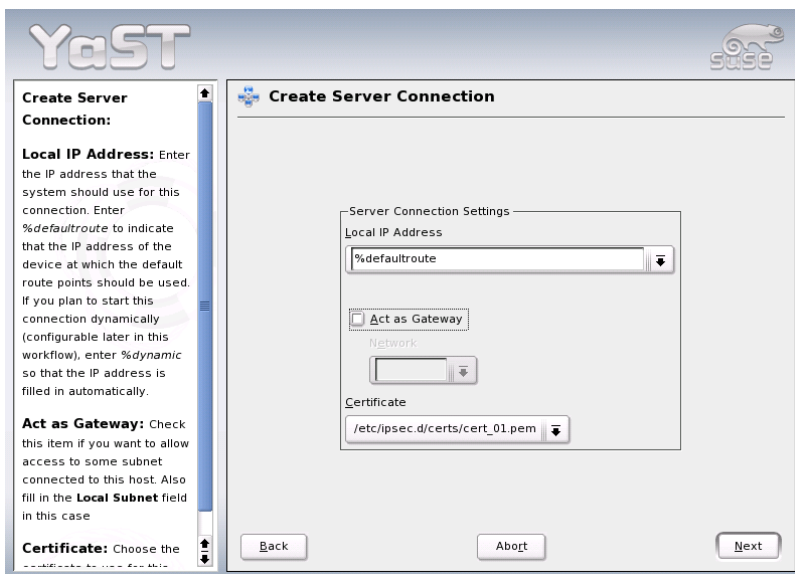 YaST
suse
Create Server
Connection:
Local IP Address: Enter
the IP address that the
system should use for this
connection. Enter
%defaultroute to indicate
that the IP address of the
device at which the default
route points should be used.
If you plan to start this
connection dynamically
(configurable later in this
workflow), enter %dynamic
so that the IP address is
filled in automatically.
Act as Gateway: Check
this item if you want to allow
access to some subnet
connected to this host. Also
fill in the Local Subnet field
in this case
Certificate: Choose the
Create Server Connection
Server Connection Settings
Local IP Address
%defaultroute
Act as Gateway
Network
Certificate
/etc/ipsec.d/certs/cert_01.pem
Back
Abort
Next